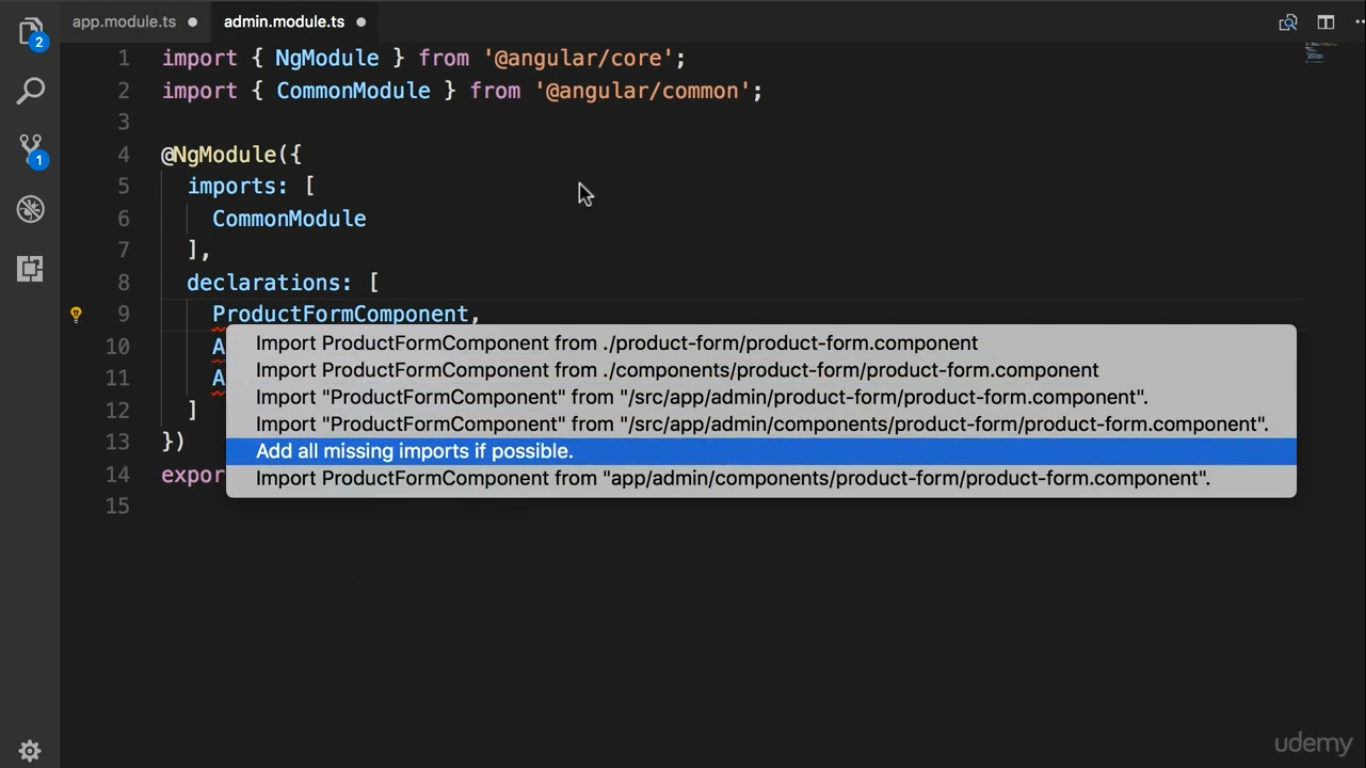 app.module.ts
admin.module.ts
2
1
1 import { NgModule } from '@angular/core';
2 import { CommonModule } from '@angular/common';
3
4 @NgModule({
5 imports: [
6 CommonModule
7 ],
8 declarations: [
9 ProductFormComponent,
10 A
11 A
12 ]
13 })
14 expor
15
Import ProductFormComponent from ./product-form/product-form.component
Import ProductFormComponent from ./components/product-form/product-form.component
Import "ProductFormComponent" from "/src/app/admin/product-form/product-form.component".
Import "ProductFormComponent" from "/src/app/admin/components/product-form/product-form.component".
Add all missing imports if possible.
Import ProductFormComponent from "app/admin/components/product-form/product-form.component".
udemy